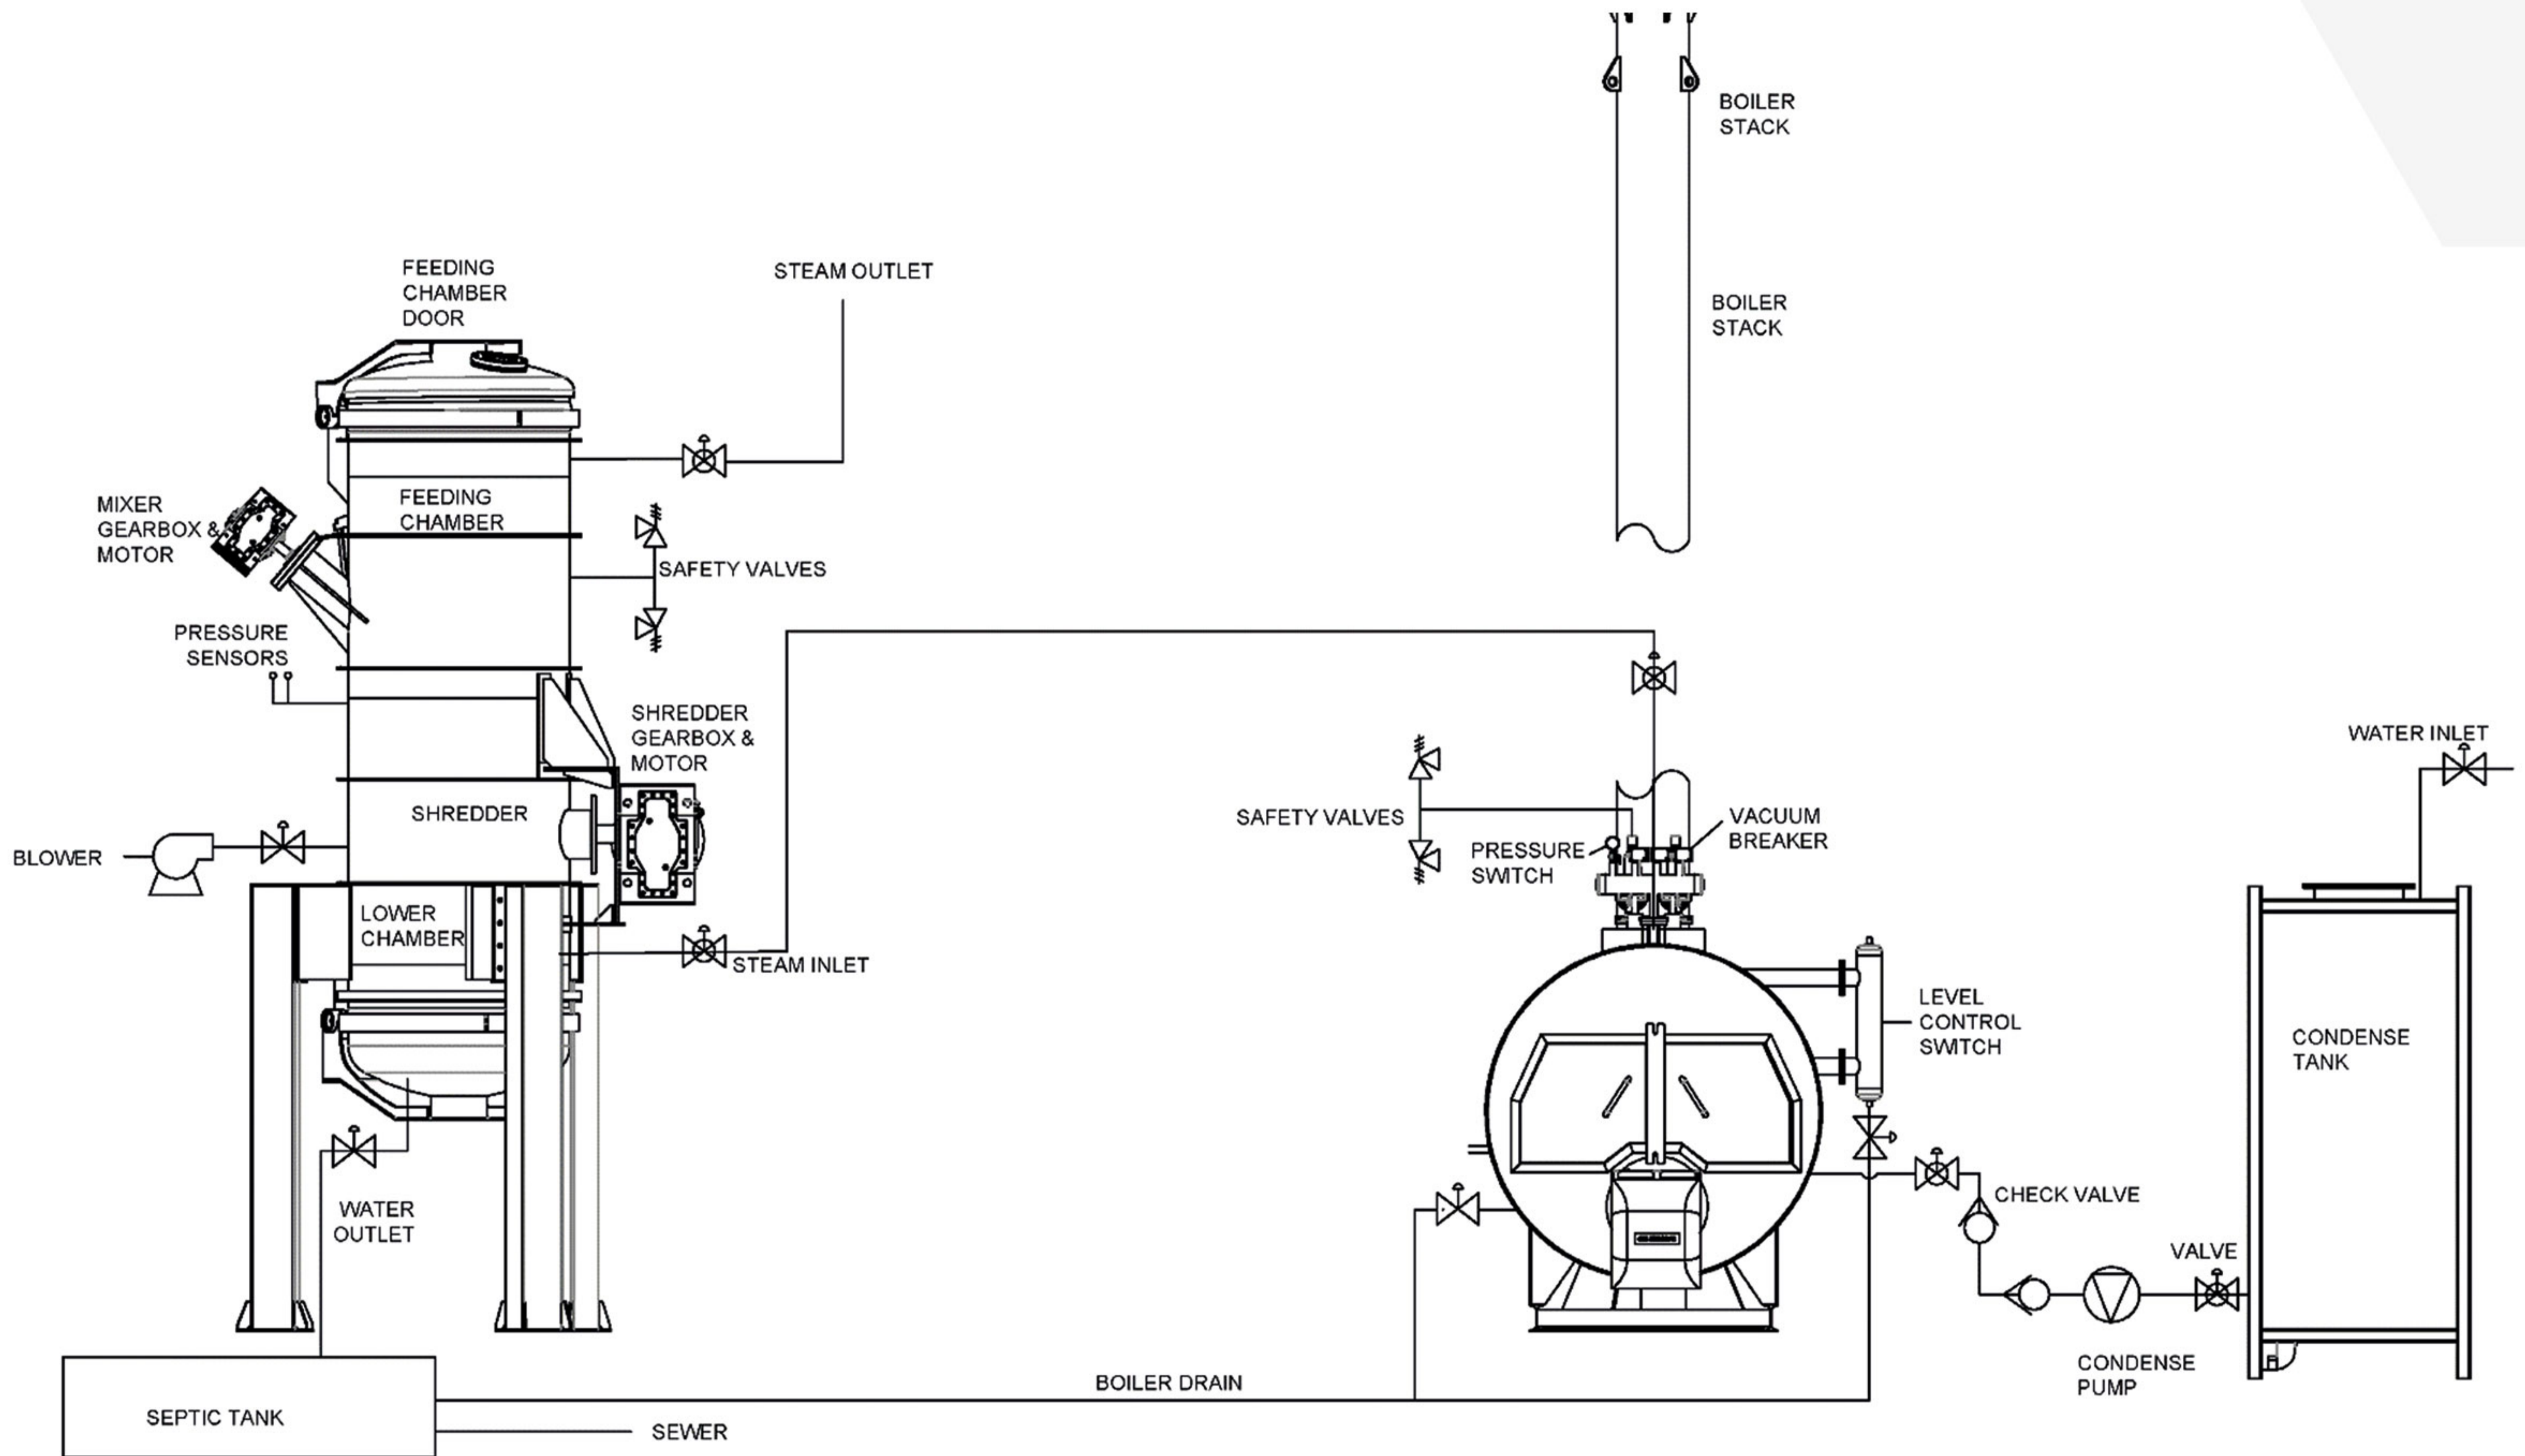 BOILER
STACK
BOILER
STACK
FEEDING
CHAMBER
DOOR
STEAM OUTLET
FEEDING
CHAMBER
MIXER
GEARBOX &
MOTOR
SAFETY VALVES
PRESSURE
SENSORS
SHREDDER
GEARBOX &
MOTOR
SHREDDER
BLOWER
LOWER
CHAMBER
STEAM INLET
WATER
OUTLET
SEPTIC TANK
SEWER
BOILER DRAIN
SAFETY VALVES
PRESSURE
SWITCH
VACUUM
BREAKER
LEVEL
CONTROL
SWITCH
CHECK VALVE
VALVE
CONDENSE
PUMP
WATER INLET
CONDENSE
TANK